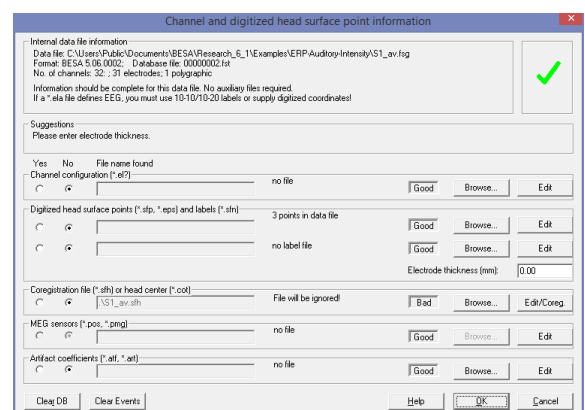 Channel and digitized head surface point information
Internal data file information
Data file: C:\Users\Public\Documents\BESA\Research_6_1\Examples\ERP-Auditory-Intensity\S1_av.fsg
Format: BESA 5.06.0002; Database file: 00000002.fst
No. of channels: 32: ; 31 electrodes; 1 polygraphic
Information should be complete for this data file. No auxiliary files required.
If a *.ela file defines EEG, you must use 10-10/10-20 labels or supply digitized coordinates!
Suggestions
Please enter electrode thickness.
Yes No File name found
Channel configuration (*.el?)
no file Good Browse... Edit
Digitized head surface points (*.sfp, *.eps) and labels (*.sfn)
3 points in data file Good Browse... Edit
no label file Good Browse... Edit
Electrode thickness (mm): 0.00
Coregistration file (*.sfh) or head center (*.cot)
.\S1_av.sfh File will be ignored! Bad Browse... Edit/Coreg.
MEG sensors (*.pos, *.pmg)
no file Good Browse... Edit
Artifact coefficients (*.atf, *.art)
no file Good Browse... Edit
Clear DB Clear Events Help OK Cancel